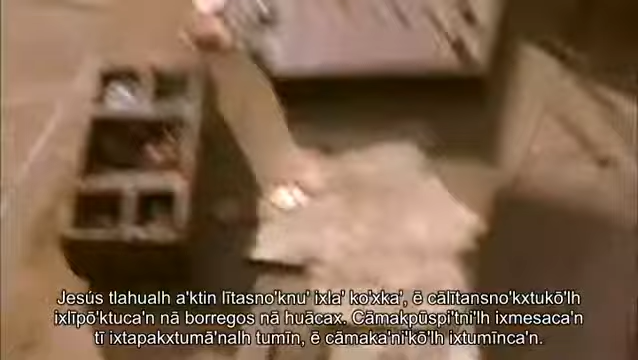 Jesús tlahualh a'ktin lītasno'knu' ixla' ko'xka', ē cālītansno'kxtukō'lh
ixlīpō'ktuca'n nā borregos nā huācax. Cāmakpūspi'tni'lh ixmesaca'n
tī ixtapakxtumā'nalh tumīn, ē cāmaka'ni'kō'lh ixtumīnca'n.